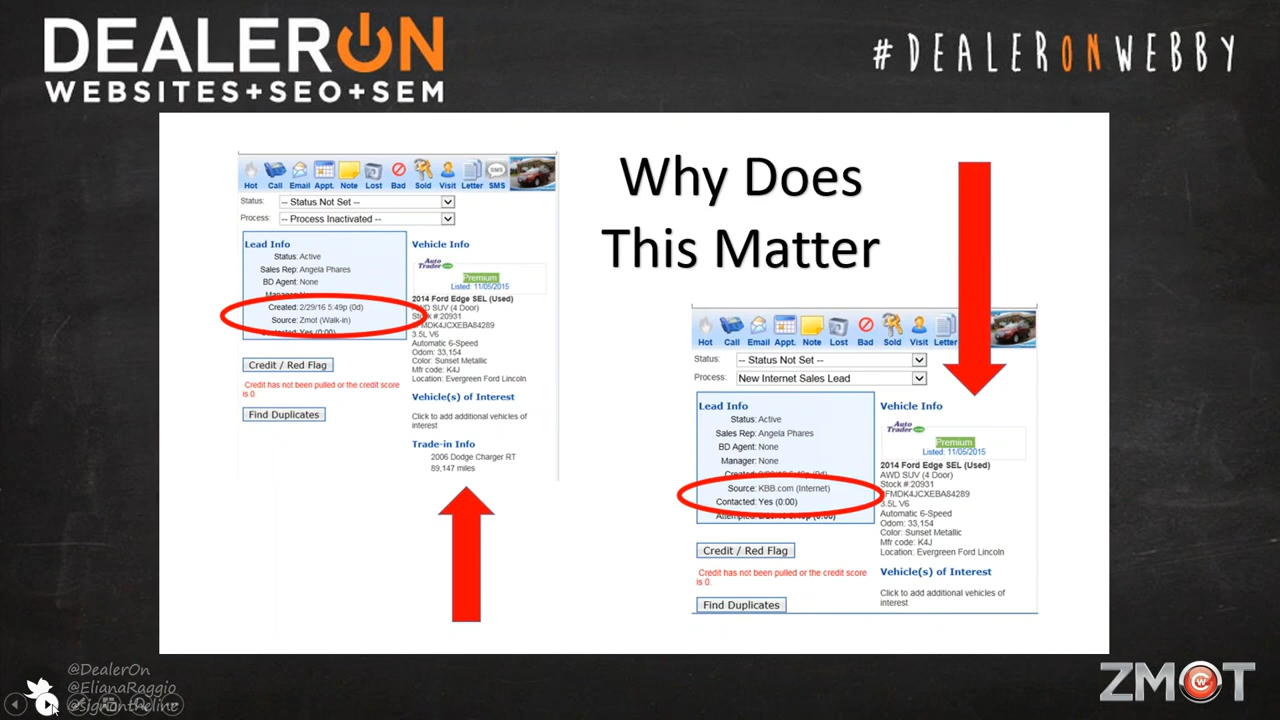 DEALERON
WEBSITES+SEO+SEM
#DEALERONWEBBY
Hot Call Email Appt. Note Lost Bad Sold Visit Letter SMS
SMS
Status: -- Status Not Set --
Process: -- Process Inactivated --
Lead Info
Status: Active
Sales Rep: Angela Phares
BD Agent: None
Created: 2/29/16 5:49p (0d)
Source: Zmot (Walk-in)
Contacted: Yes (0:00)
Credit / Red Flag
Credit has not been pulled or the credit score
is 0.
Find Duplicates
Vehicle Info
Auto
Trader
Premium
Listed: 11/05/2015
2014 Ford Edge SEL (Used)
AWD SUV (4 Door)
Stock #:20931
FMDK4JCXEBA84289
3.5L V6
Automatic 6-Speed
Odom: 33,154
Color: Sunset Metallic
Mfr code: K4J
Location: Evergreen Ford Lincoln
Vehicle(s) of Interest
Click to add additional vehicles of
interest
Trade-in Info
2006 Dodge Charger RT
89,147 miles
Why Does
This Matter
Hot Call Email Appt. Note Lost Bad Sold Visit Letter
Status: -- Status Not Set --
Process: New Internet Sales Lead
Lead Info
Status: Active
Sales Rep: Angela Phares
BD Agent: None
Manager: None
Source: KBB.com (Internet)
Contacted: Yes (0:00)
Credit / Red Flag
Credit has not been pulled or the credit score
is 0.
Find Duplicates
Vehicle Info
Auto
Trader
Premium
Listed: 11/05/2015
2014 Ford Edge SEL (Used)
AWD SUV (4 Door)
Stock #:20931
FMDK4JCXEBA84289
3.5L V6
Automatic 6-Speed
Odom: 33,154
Color: Sunset Metallic
Mfr code: K4J
Location: Evergreen Ford Lincoln
Vehicle(s) of Interest
Click to add additional vehicles of
interest
@DealerOn
@ElianaRaggio
@signontheline
ZMOT